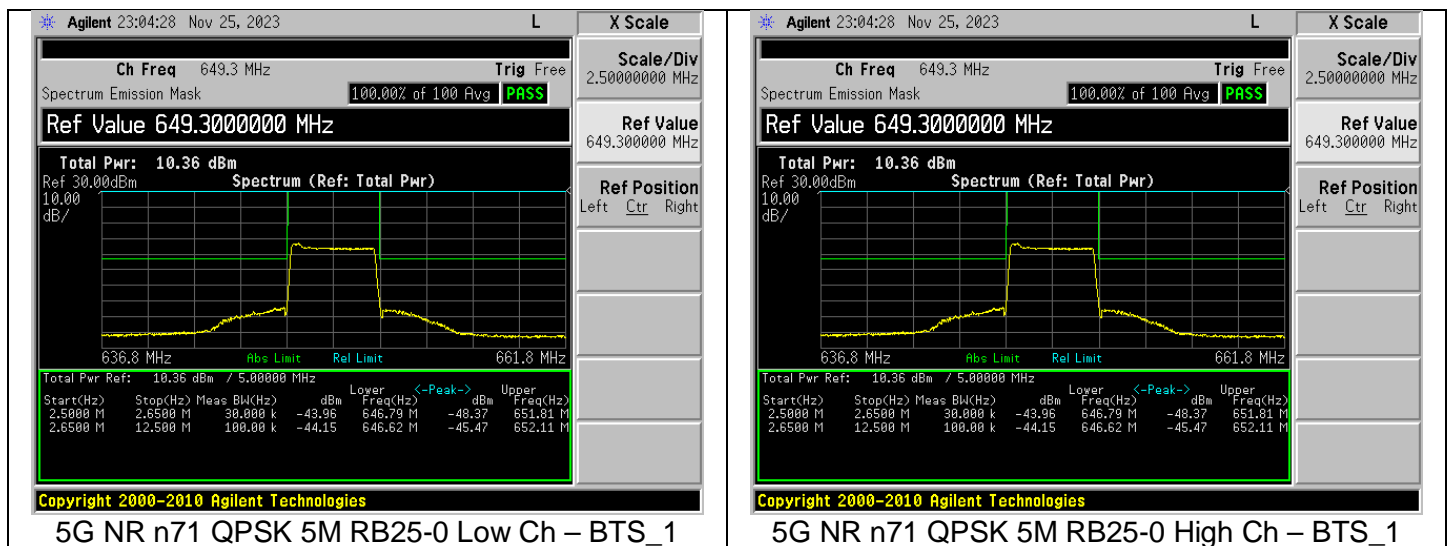 Agilent 23:04:28 Nov 25, 2023 L
X Scale
Ch Freq 649.3 MHz Trig Free
Spectrum Emission Mask 100.00% of 100 Avg PASS
Ref Value 649.3000000 MHz
Total Pwr: 10.36 dBm
Ref 30.00dBm Spectrum (Ref: Total Pwr)
10.00
dB/
636.8 MHz Abs Limit Rel Limit 661.8 MHz
Total Pwr Ref: 10.36 dBm / 5.00000 MHz
Lower <-Peak-> Upper
Start(Hz) Stop(Hz) Meas BW(Hz) dBm Freq(Hz) dBm Freq(Hz)
2.5000 M 2.6500 M 30.000 k -43.96 646.79 M -48.37 651.81 M
2.6500 M 12.500 M 100.00 k -44.15 646.62 M -45.47 652.11 M
Scale/Div
2.50000000 MHz
Ref Value
649.300000 MHz
Ref Position
Left Ctr Right
Copyright 2000-2010 Agilent Technologies
5G NR n71 QPSK 5M RB25-0 Low Ch – BTS_1
Agilent 23:04:28 Nov 25, 2023 L
X Scale
Ch Freq 649.3 MHz Trig Free
Spectrum Emission Mask 100.00% of 100 Avg PASS
Ref Value 649.3000000 MHz
Total Pwr: 10.36 dBm
Ref 30.00dBm Spectrum (Ref: Total Pwr)
10.00
dB/
636.8 MHz Abs Limit Rel Limit 661.8 MHz
Total Pwr Ref: 10.36 dBm / 5.00000 MHz
Lower <-Peak-> Upper
Start(Hz) Stop(Hz) Meas BW(Hz) dBm Freq(Hz) dBm Freq(Hz)
2.5000 M 2.6500 M 30.000 k -43.96 646.79 M -48.37 651.81 M
2.6500 M 12.500 M 100.00 k -44.15 646.62 M -45.47 652.11 M
Scale/Div
2.50000000 MHz
Ref Value
649.300000 MHz
Ref Position
Left Ctr Right
Copyright 2000-2010 Agilent Technologies
5G NR n71 QPSK 5M RB25-0 High Ch – BTS_1